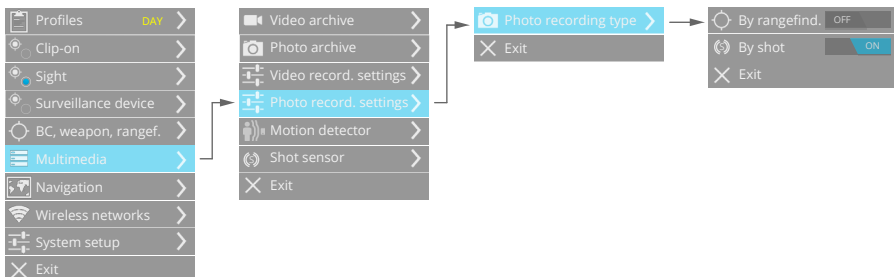 Profiles DAY
Clip-on
Sight
Surveillance device
BC, weapon, rangef.
Multimedia
Navigation
Wireless networks
System setup
Exit
Video archive
Photo archive
Video record. settings
Photo record. settings
Motion detector
Shot sensor
Exit
Photo recording type
Exit
By rangefind. OFF
By shot ON
Exit